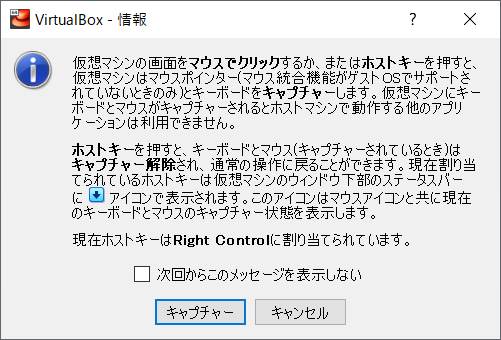 VirtualBox - 情報
仮想マシンの画面をマウスでクリックするか、またはホストキーを押すと、
仮想マシンはマウスポインター(マウス統合機能がゲストOSでサポートさ
れていないときのみ)とキーボードをキャプチャーします。仮想マシンにキー
ボードとマウスがキャプチャーされるとホストマシンで動作する他のアプリ
ケーションは利用できません。
ホストキーを押すと、キーボードとマウス(キャプチャーされているとき)は
キャプチャー解除され、通常の操作に戻ることができます。現在割り当
てられているホストキーは仮想マシンのウィンドウ下部のステータスバー
に アイコンで表示されます。このアイコンはマウスアイコンと共に現在
のキーボードとマウスのキャプチャー状態を表示します。
現在ホストキーはRight Controlに割り当てられています。
次回からこのメッセージを表示しない
キャプチャー キャンセル